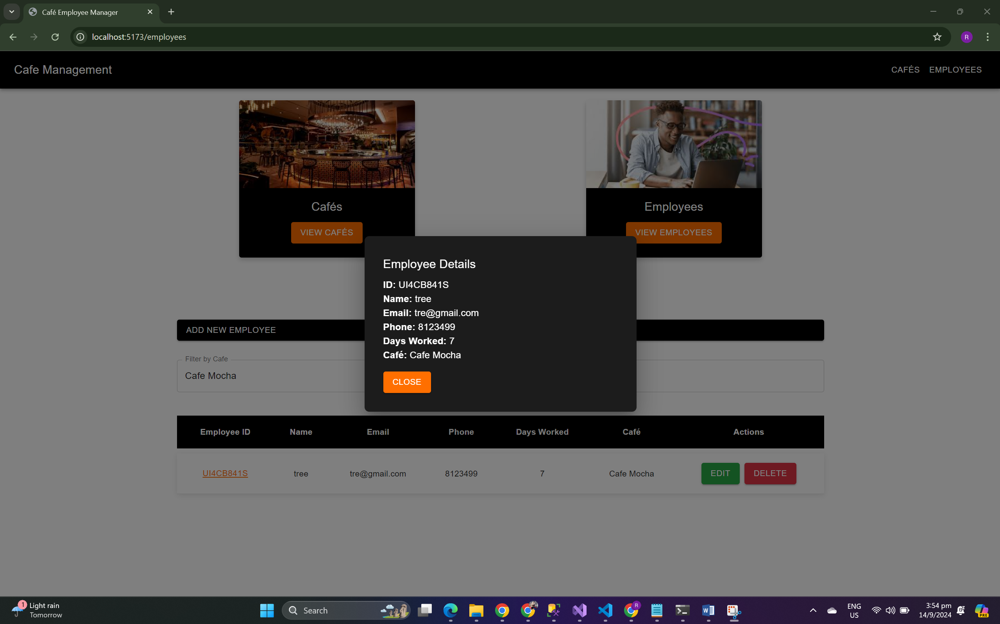 Café Employee Manager
localhost:5173/employees
R
Cafe Management
CAFÉS EMPLOYEES
Cafés
VIEW CAFÉS
Employees
VIEW EMPLOYEES
Employee Details
ID: UI4CB841S
Name: tree
Email: tre@gmail.com
Phone: 8123499
Days Worked: 7
Café: Cafe Mocha
CLOSE
ADD NEW EMPLOYEE
Filter by Cafe
Cafe Mocha
Employee ID Name Email Phone Days Worked Café Actions
UI4CB841S tree tre@gmail.com 8123499 7 Cafe Mocha EDIT DELETE
1
Light rain
Tomorrow
Search
R
ENG
US
3:54 pm
14/9/2024
PRE